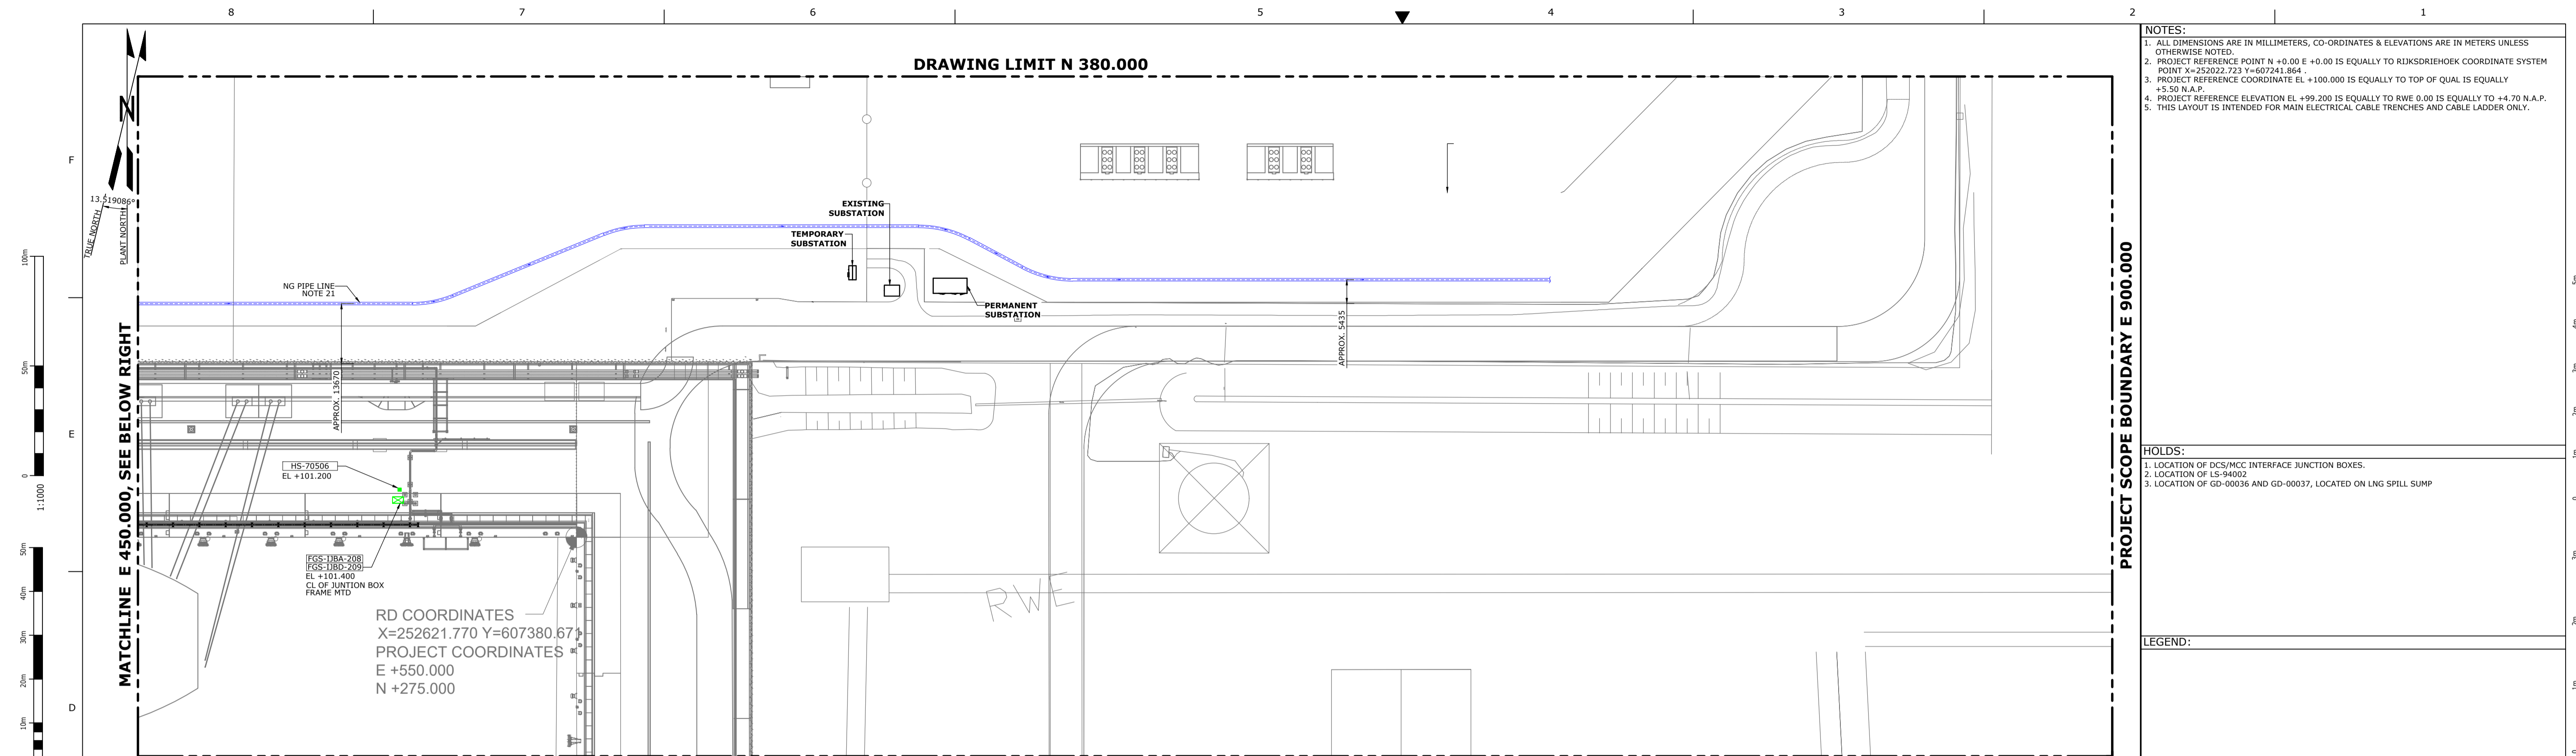 8 7 6 5 4 3 2 1
DRAWING LIMIT N 380.000
N
13.519086°
TRUE NORTH
PLANT NORTH
F
E
D
100m
50m
0
1:1000
50m
40m
30m
20m
10m
MATCHLINE E 450.000, SEE BELOW RIGHT
NG PIPE LINE
NOTE 21
APPROX. 13670
EXISTING
SUBSTATION
TEMPORARY
SUBSTATION
PERMANENT
SUBSTATION
APPROX. 5435
HS-70506
EL +101.200
FGS-IJBA-208
FGS-IJBD-209
EL +101.400
CL OF JUNTION BOX
FRAME MTD
RD COORDINATES
X=252621.770 Y=607380.671
PROJECT COORDINATES
E +550.000
N +275.000
RWE
PROJECT SCOPE BOUNDARY E 900.000
NOTES:
1. ALL DIMENSIONS ARE IN MILLIMETERS, CO-ORDINATES & ELEVATIONS ARE IN METERS UNLESS
OTHERWISE NOTED.
2. PROJECT REFERENCE POINT N +0.00 E +0.00 IS EQUALLY TO RIJKSDRIEHOEK COORDINATE SYSTEM
POINT X=252022.723 Y=607241.864 .
3. PROJECT REFERENCE COORDINATE EL +100.000 IS EQUALLY TO TOP OF QUAL IS EQUALLY
+5.50 N.A.P.
4. PROJECT REFERENCE ELEVATION EL +99.200 IS EQUALLY TO RWE 0.00 IS EQUALLY TO +4.70 N.A.P.
5. THIS LAYOUT IS INTENDED FOR MAIN ELECTRICAL CABLE TRENCHES AND CABLE LADDER ONLY.
HOLDS:
1. LOCATION OF DCS/MCC INTERFACE JUNCTION BOXES.
2. LOCATION OF LS-94002
3. LOCATION OF GD-00036 AND GD-00037, LOCATED ON LNG SPILL SUMP
LEGEND: